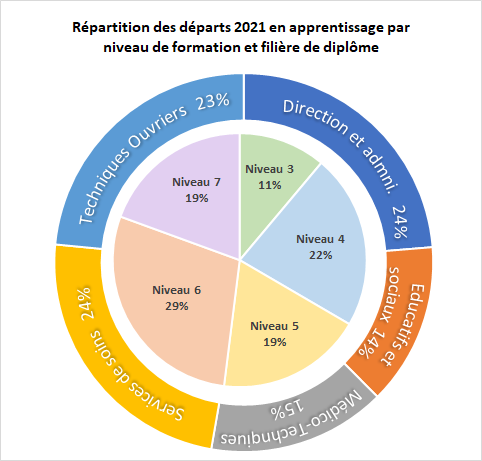 Répartition des départs 2021 en apprentissage par
niveau de formation et filière de diplôme
Techniques Ouvriers 23%
Direction et admni. 24%
Educatifs et
sociaux 14%
Médico-Techniques
15%
Services de soins 24%
Niveau 3
11%
Niveau 4
22%
Niveau 5
19%
Niveau 6
29%
Niveau 7
19%